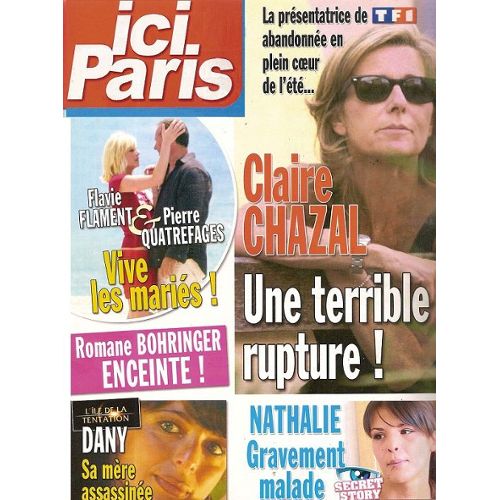 ici
Paris
La présentatrice de TF1
abandonnée en
plein cœur
de l'été...
Claire
CHAZAL
Une terrible
rupture !
Flavie
FLAMENT & Pierre
QUATREFAGES
Vive
les mariés !
Romane BOHRINGER
ENCEINTE !
L'ÎLE DE LA
TENTATION
DANY
Sa mère
assassinée
NATHALIE
Gravement
malade
SECRET
STORY